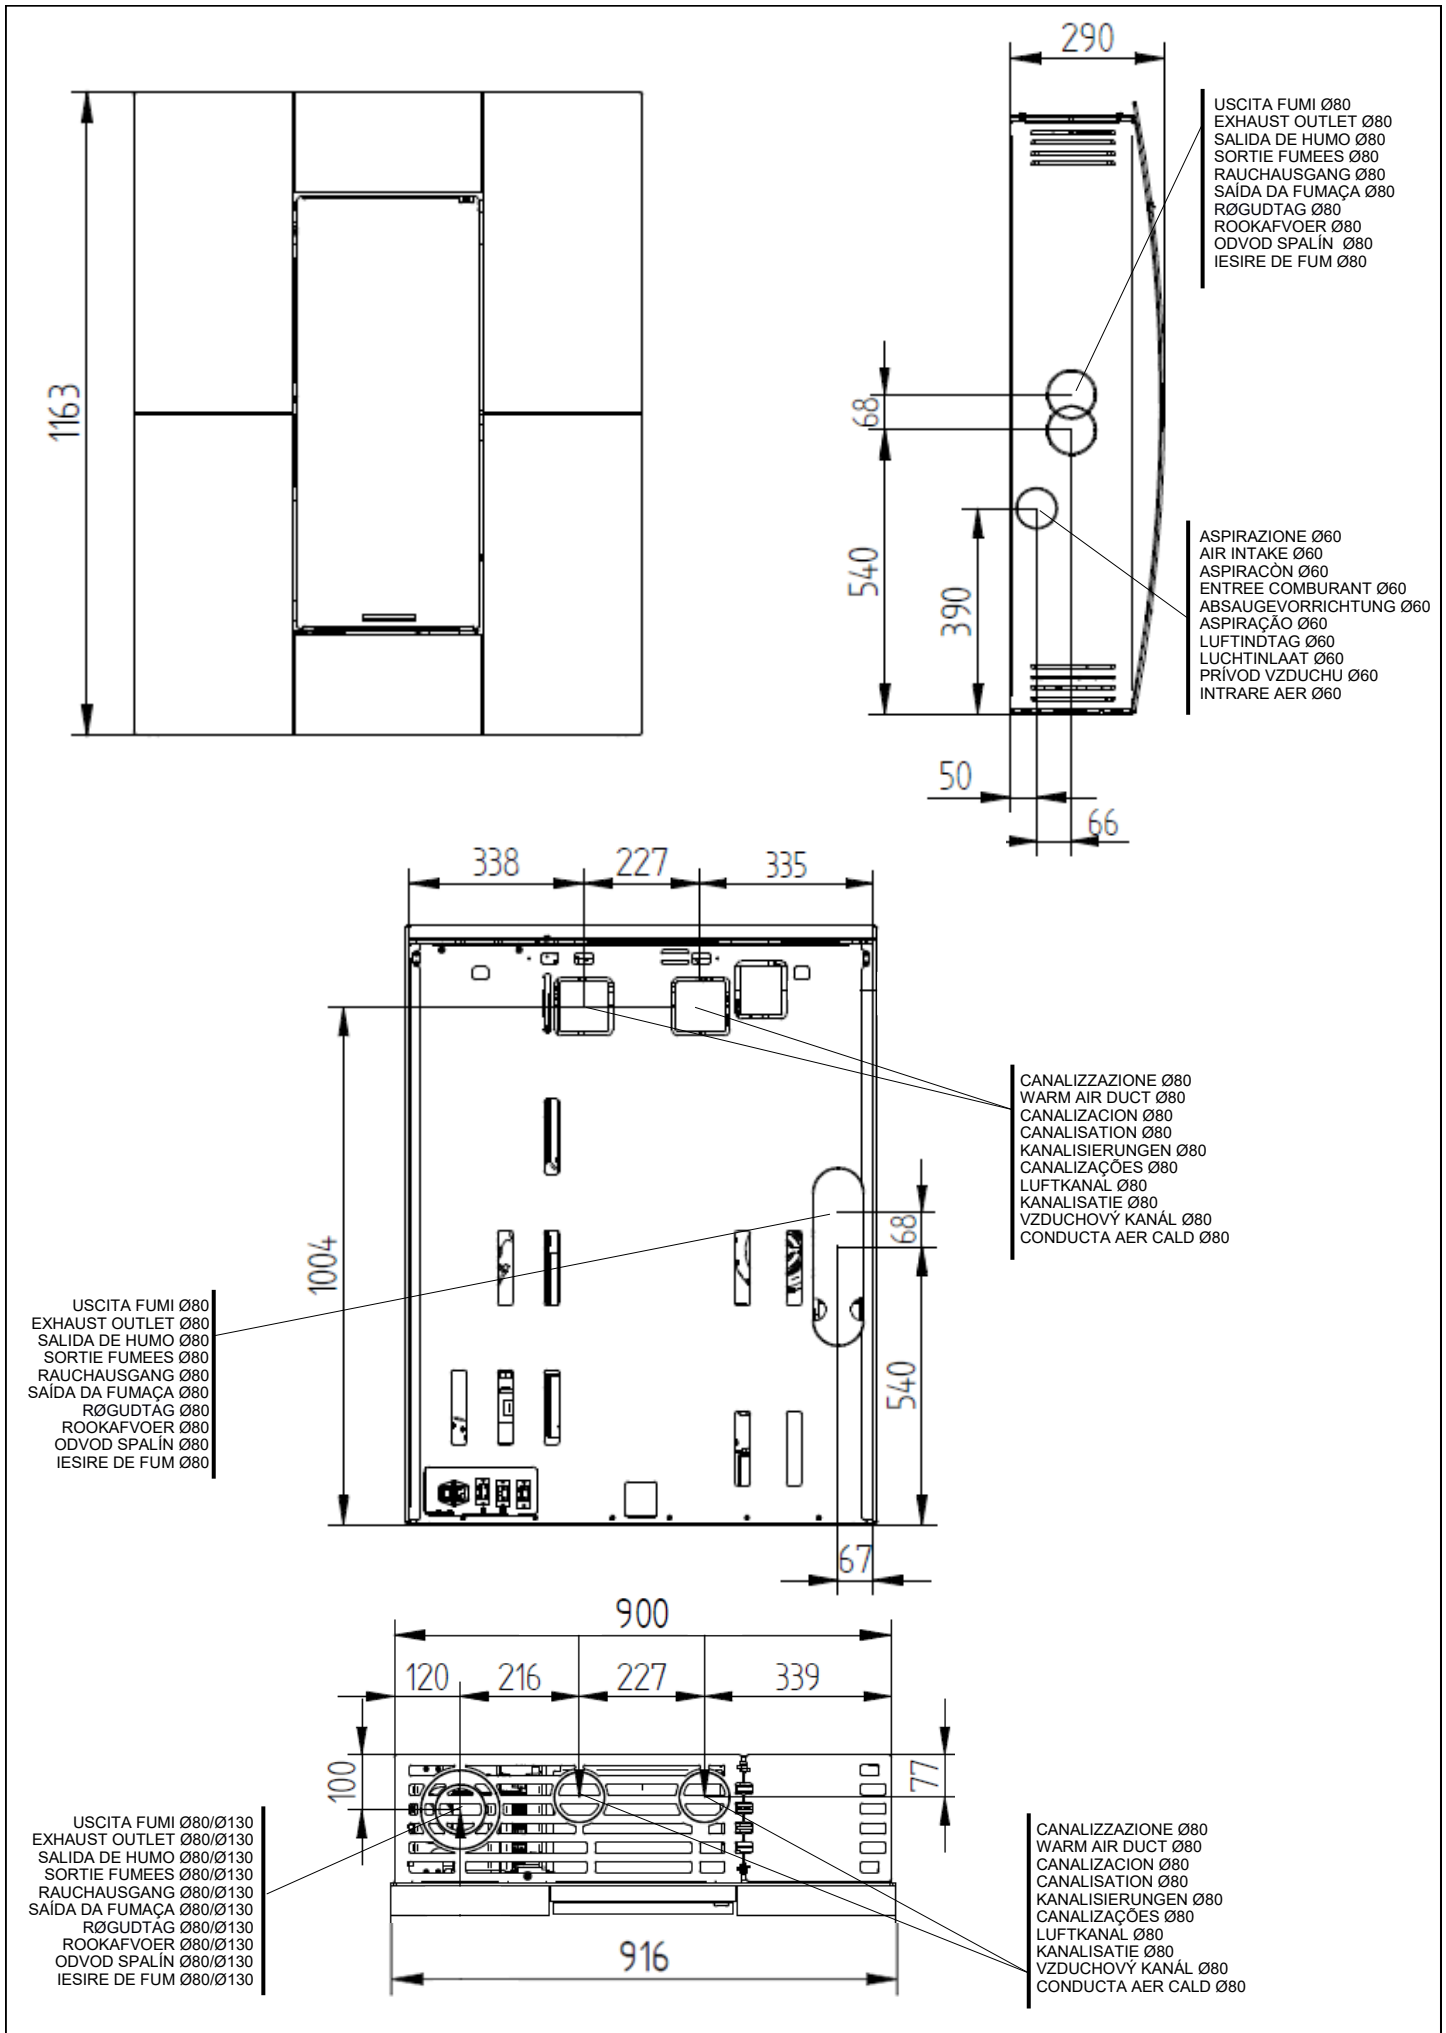 290
USCITA FUMI Ø80
EXHAUST OUTLET Ø80
SALIDA DE HUMO Ø80
SORTIE FUMEES Ø80
RAUCHAUSGANG Ø80
SAÍDA DA FUMAÇA Ø80
RØGUDTAG Ø80
ROOKAFVOER Ø80
ODVOD SPALÍN Ø80
IESIRE DE FUM Ø80
1163
68
540
390
ASPIRAZIONE Ø60
AIR INTAKE Ø60
ASPIRACÒN Ø60
ENTREE COMBURANT Ø60
ABSAUGEVORRICHTUNG Ø60
ASPIRAÇÃO Ø60
LUFTINDTAG Ø60
LUCHTINLAAT Ø60
PRÍVOD VZDUCHU Ø60
INTRARE AER Ø60
50
66
338 227 335
CANALIZZAZIONE Ø80
WARM AIR DUCT Ø80
CANALIZACION Ø80
CANALISATION Ø80
KANALISIERUNGEN Ø80
CANALIZAÇÕES Ø80
LUFTKANAL Ø80
KANALISATIE Ø80
VZDUCHOVÝ KANÁL Ø80
CONDUCTA AER CALD Ø80
1004
68
540
USCITA FUMI Ø80
EXHAUST OUTLET Ø80
SALIDA DE HUMO Ø80
SORTIE FUMEES Ø80
RAUCHAUSGANG Ø80
SAÍDA DA FUMAÇA Ø80
RØGUDTAG Ø80
ROOKAFVOER Ø80
ODVOD SPALÍN Ø80
IESIRE DE FUM Ø80
67
900
120 216 227 339
100
77
USCITA FUMI Ø80/Ø130
EXHAUST OUTLET Ø80/Ø130
SALIDA DE HUMO Ø80/Ø130
SORTIE FUMEES Ø80/Ø130
RAUCHAUSGANG Ø80/Ø130
SAÍDA DA FUMAÇA Ø80/Ø130
RØGUDTAG Ø80/Ø130
ROOKAFVOER Ø80/Ø130
ODVOD SPALÍN Ø80/Ø130
IESIRE DE FUM Ø80/Ø130
CANALIZZAZIONE Ø80
WARM AIR DUCT Ø80
CANALIZACION Ø80
CANALISATION Ø80
KANALISIERUNGEN Ø80
CANALIZAÇÕES Ø80
LUFTKANAL Ø80
KANALISATIE Ø80
VZDUCHOVÝ KANÁL Ø80
CONDUCTA AER CALD Ø80
916